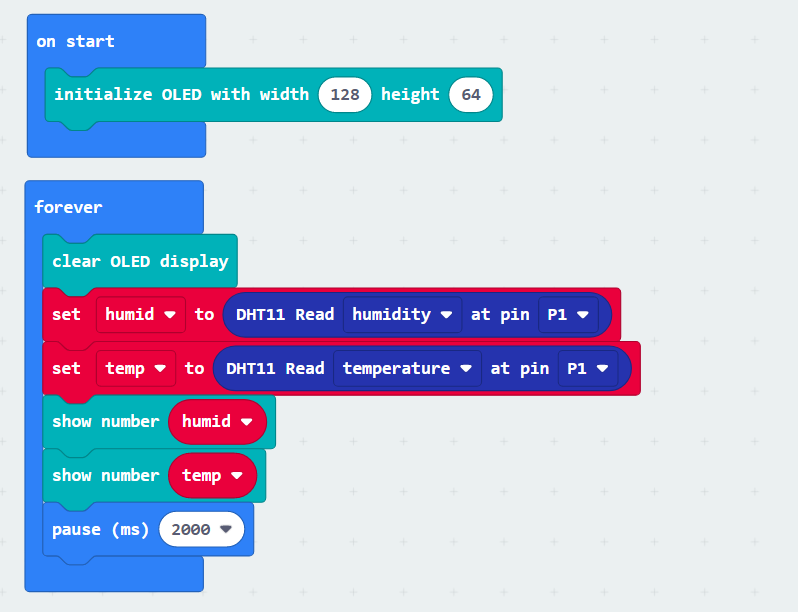 on start
initialize OLED with width 128 height 64
forever
clear OLED display
set humid to DHT11 Read humidity at pin P1
set temp to DHT11 Read temperature at pin P1
show number humid
show number temp
pause (ms) 2000